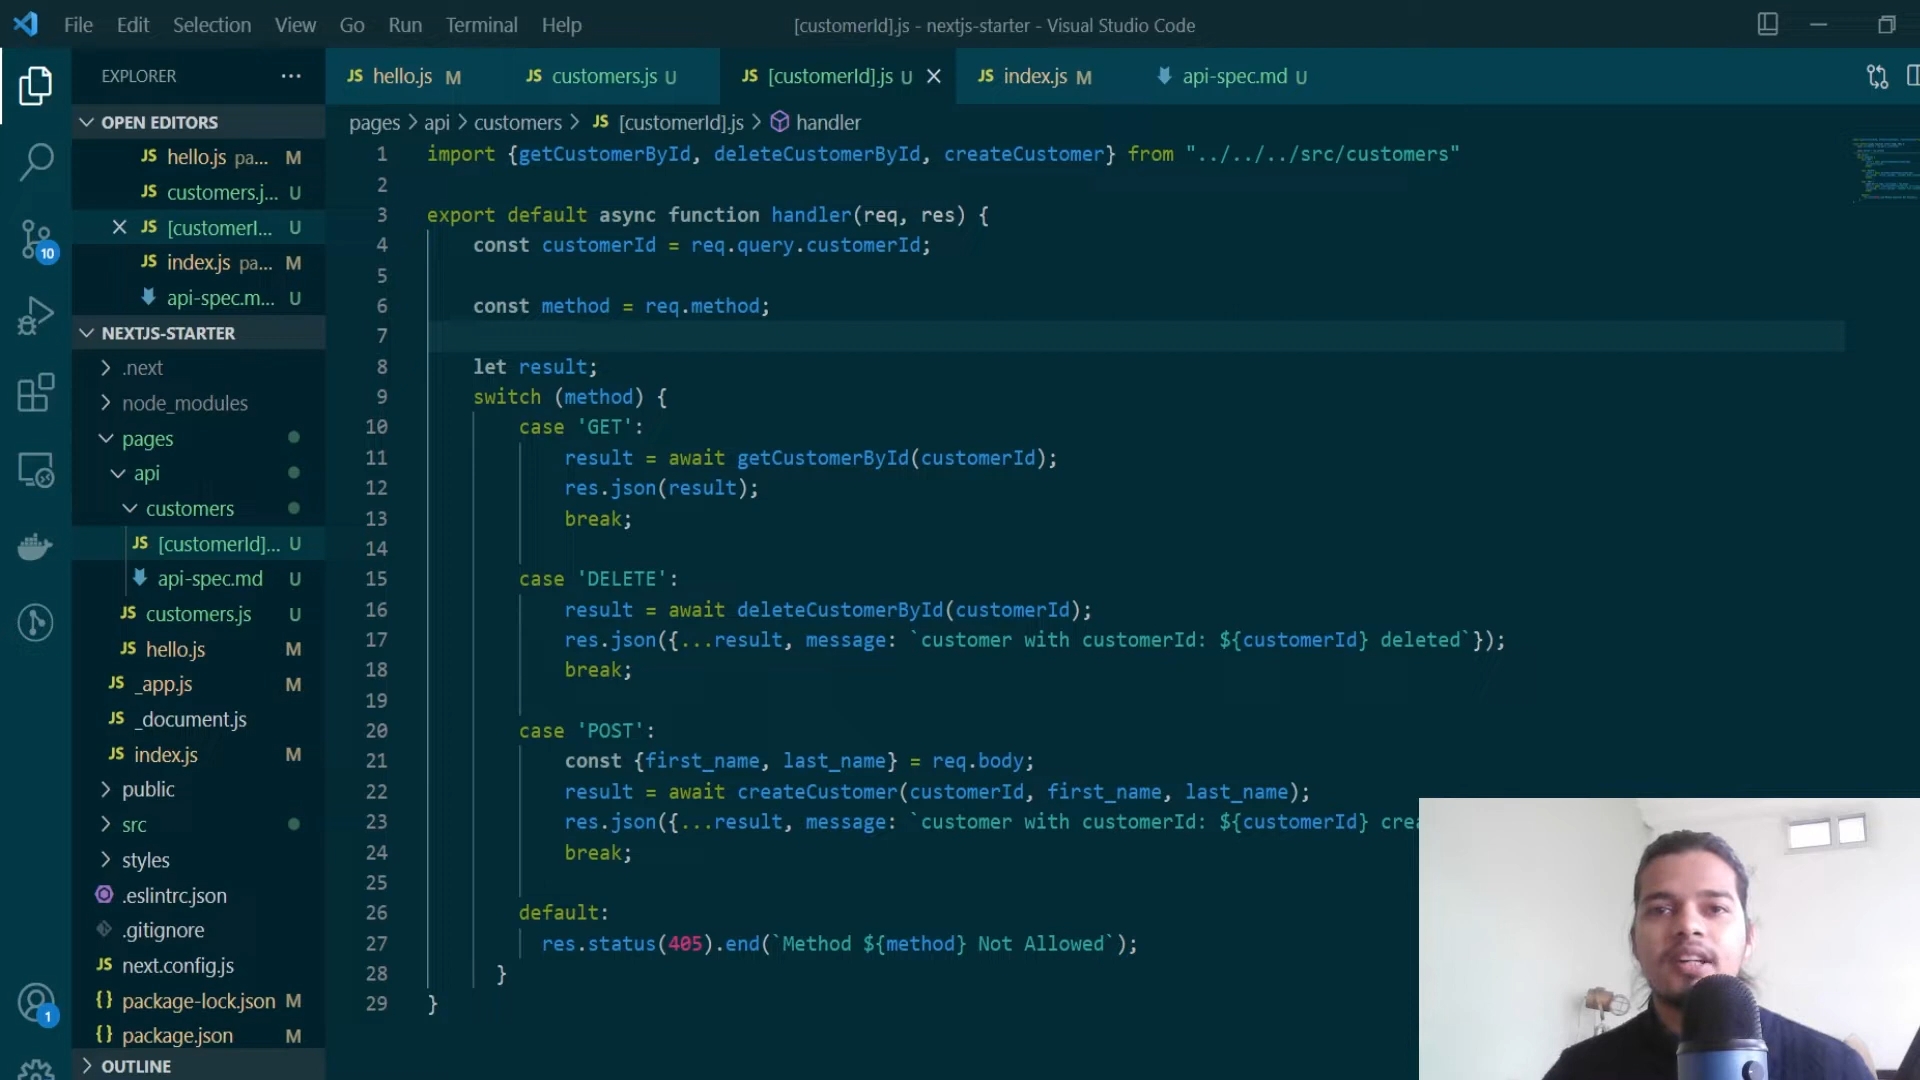 File Edit Selection View Go Run Terminal Help
[customerId].js - nextjs-starter - Visual Studio Code
EXPLORER ...
JS hello.js M
JS customers.js U
JS [customerId].js U
JS index.js M
api-spec.md U
OPEN EDITORS
JS hello.js pa... M
JS customers.j... U
JS [customerI... U
JS index.js pa... M
api-spec.m... U
NEXTJS-STARTER
.next
node_modules
pages
api
customers
JS [customerId]... U
api-spec.md U
JS customers.js U
JS hello.js M
JS _app.js M
JS _document.js
JS index.js M
public
src
styles
.eslintrc.json
.gitignore
JS next.config.js
{} package-lock.json M
{} package.json M
OUTLINE
10
1
pages > api > customers > JS [customerId].js > handler
1 import {getCustomerById, deleteCustomerById, createCustomer} from "../../../src/customers"
2
3 export default async function handler(req, res) {
4 const customerId = req.query.customerId;
5
6 const method = req.method;
7
8 let result;
9 switch (method) {
10 case 'GET':
11 result = await getCustomerById(customerId);
12 res.json(result);
13 break;
14
15 case 'DELETE':
16 result = await deleteCustomerById(customerId);
17 res.json({...result, message: `customer with customerId: ${customerId} deleted`});
18 break;
19
20 case 'POST':
21 const {first_name, last_name} = req.body;
22 result = await createCustomer(customerId, first_name, last_name);
23 res.json({...result, message: `customer with customerId: ${customerId} crea
24 break;
25
26 default:
27 res.status(405).end(`Method ${method} Not Allowed`);
28 }
29 }